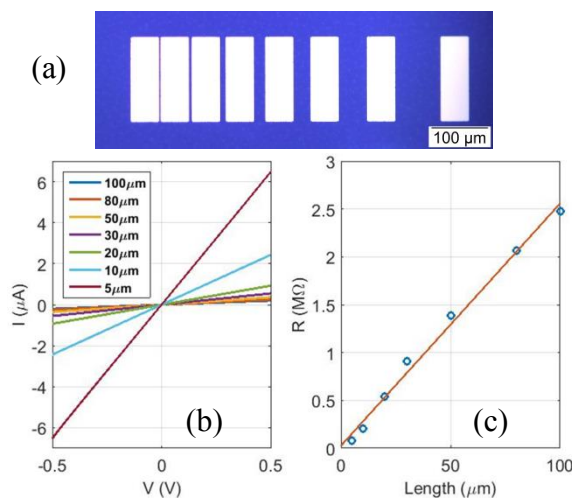 (a)
100 µm
6
4
2
0
-2
-4
-6
I (µA)
100µm
80µm
50µm
30µm
20µm
10µm
5µm
(b)
-0.5
0
0.5
V (V)
3
2.5
2
1.5
1
0.5
0
R (MΩ)
(c)
0
50
100
Length (µm)